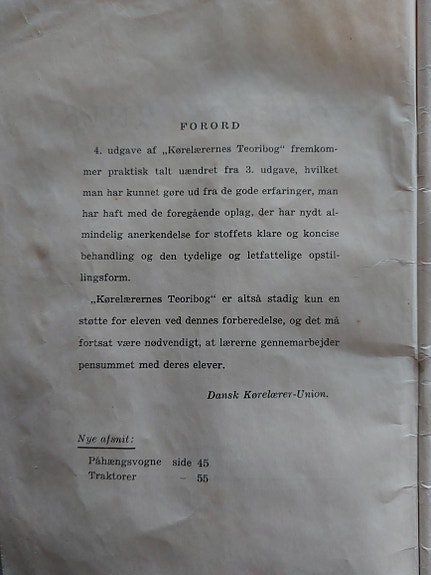 FORORD
4. udgave af „Kørelærernes Teoribog“ fremkom-
mer praktisk talt uændret fra 3. udgave, hvilket
man har kunnet gøre ud fra de gode erfaringer, man
har haft med de foregående oplag, der har nydt al-
mindelig anerkendelse for stoffets klare og koncise
behandling og den tydelige og letfattelige opstil-
lingsform.
„Kørelærernes Teoribog“ er altså stadig kun en
støtte for eleven ved dennes forberedelse, og det må
fortsat være nødvendigt, at lærerne gennemarbejder
pensummet med deres elever.
Dansk Kørelærer-Union.
Nye afsnit:
Påhængsvogne side 45
Traktorer – 55